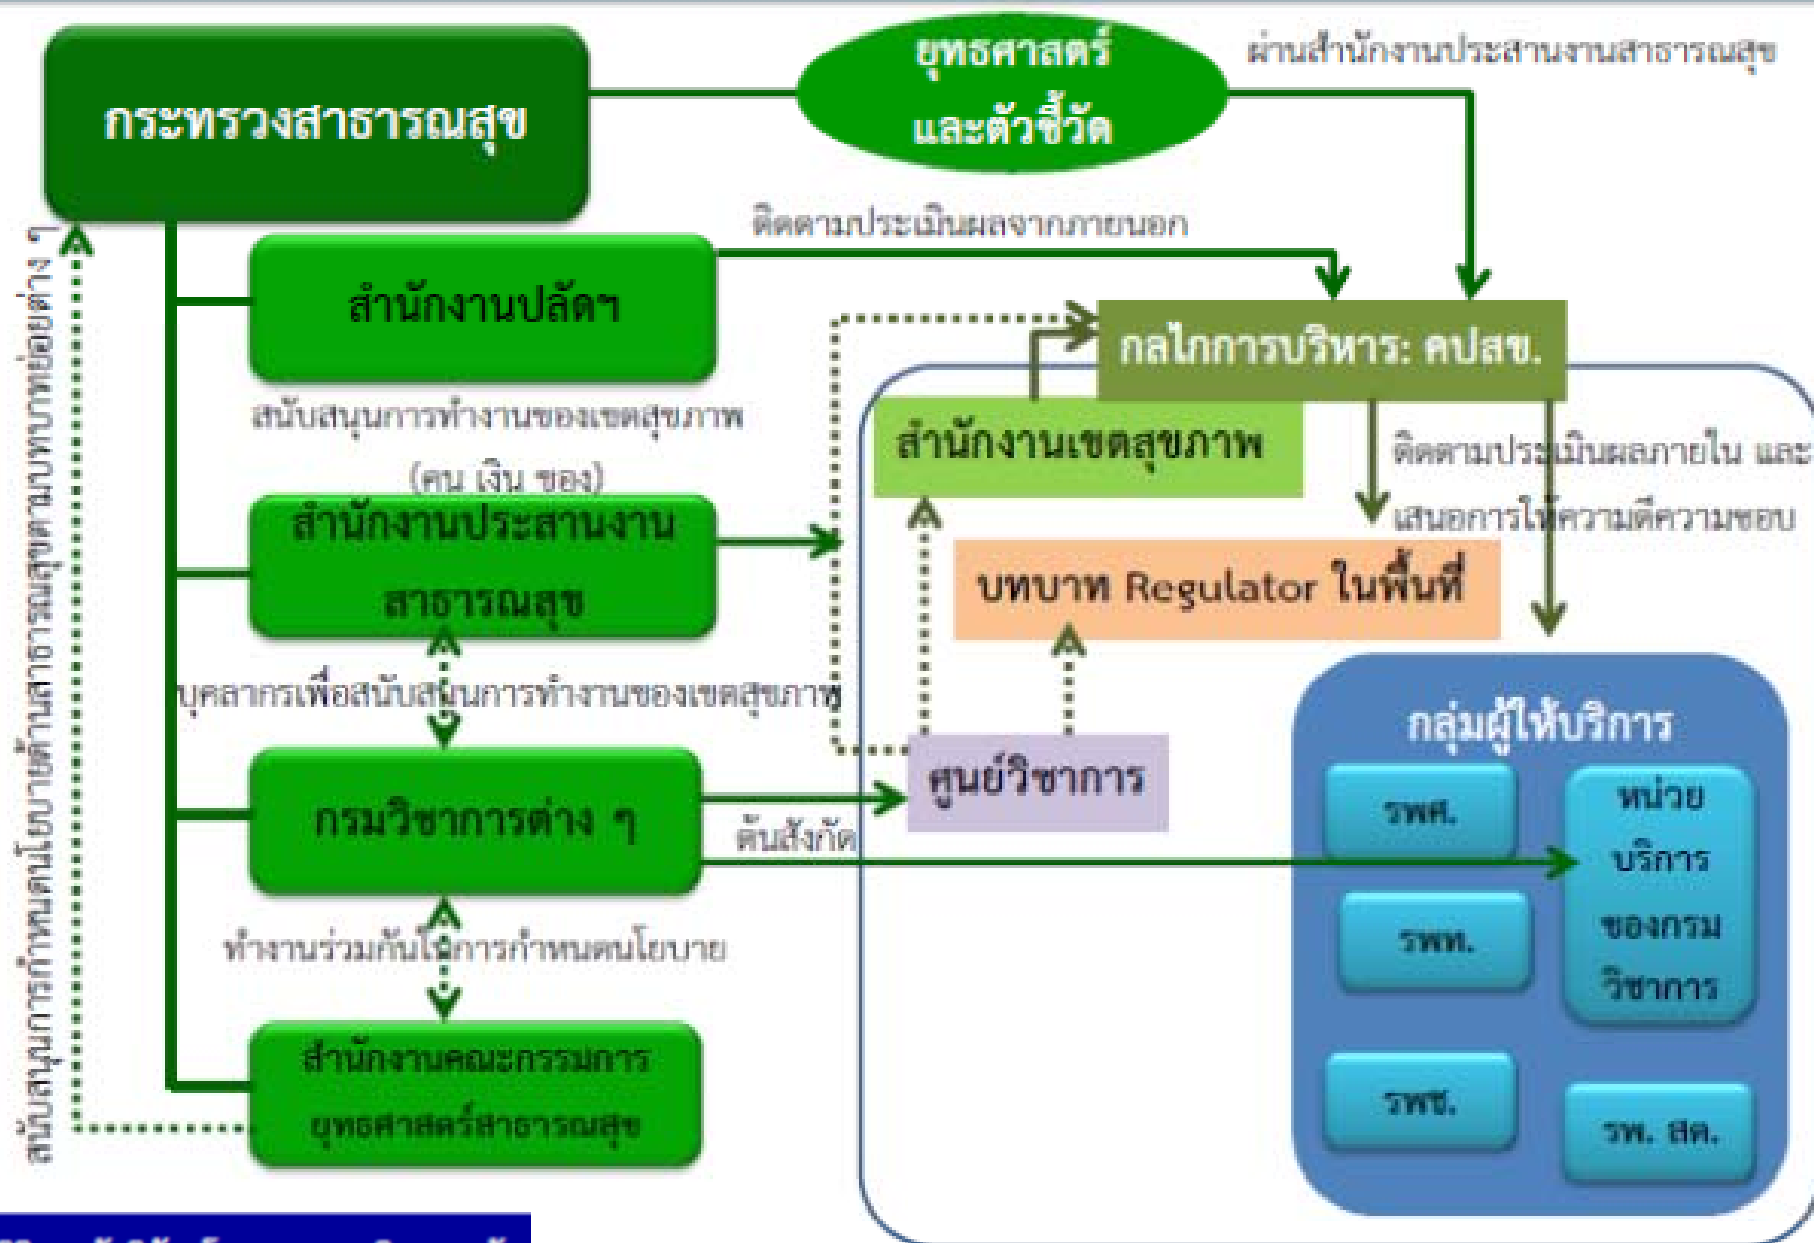 กระทรวงสาธารณสุข
ยุทธศาสตร์
และตัวชี้วัด
ผ่านสำนักงานประสานงานสาธารณสุข
ติดตามประเมินผลจากภายนอก
สำนักงานปลัดฯ
กลไกการบริหาร: คปสข.
สนับสนุนการทำงานของเขตสุขภาพ
(คน เงิน ของ)
สำนักงานเขตสุขภาพ
ติดตามประเมินผลภายใน และ
เสนอการให้ความดีความชอบ
สำนักงานประสานงาน
สาธารณสุข
บทบาท Regulator ในพื้นที่
บุคลากรเพื่อสนับสนุนการทำงานของเขตสุขภาพ
กรมวิชาการต่าง ๆ
ศูนย์วิชาการ
ต้นสังกัด
ทำงานร่วมกันในการกำหนดนโยบาย
สำนักงานคณะกรรมการ
ยุทธศาสตร์สาธารณสุข
สนับสนุนการกำหนดนโยบายด้านสาธารณสุขตามบทบาทย่อยต่าง ๆ
กลุ่มผู้ให้บริการ
รพศ.
หน่วย
บริการ
ของกรม
วิชาการ
รพท.
รพช.
รพ. สต.